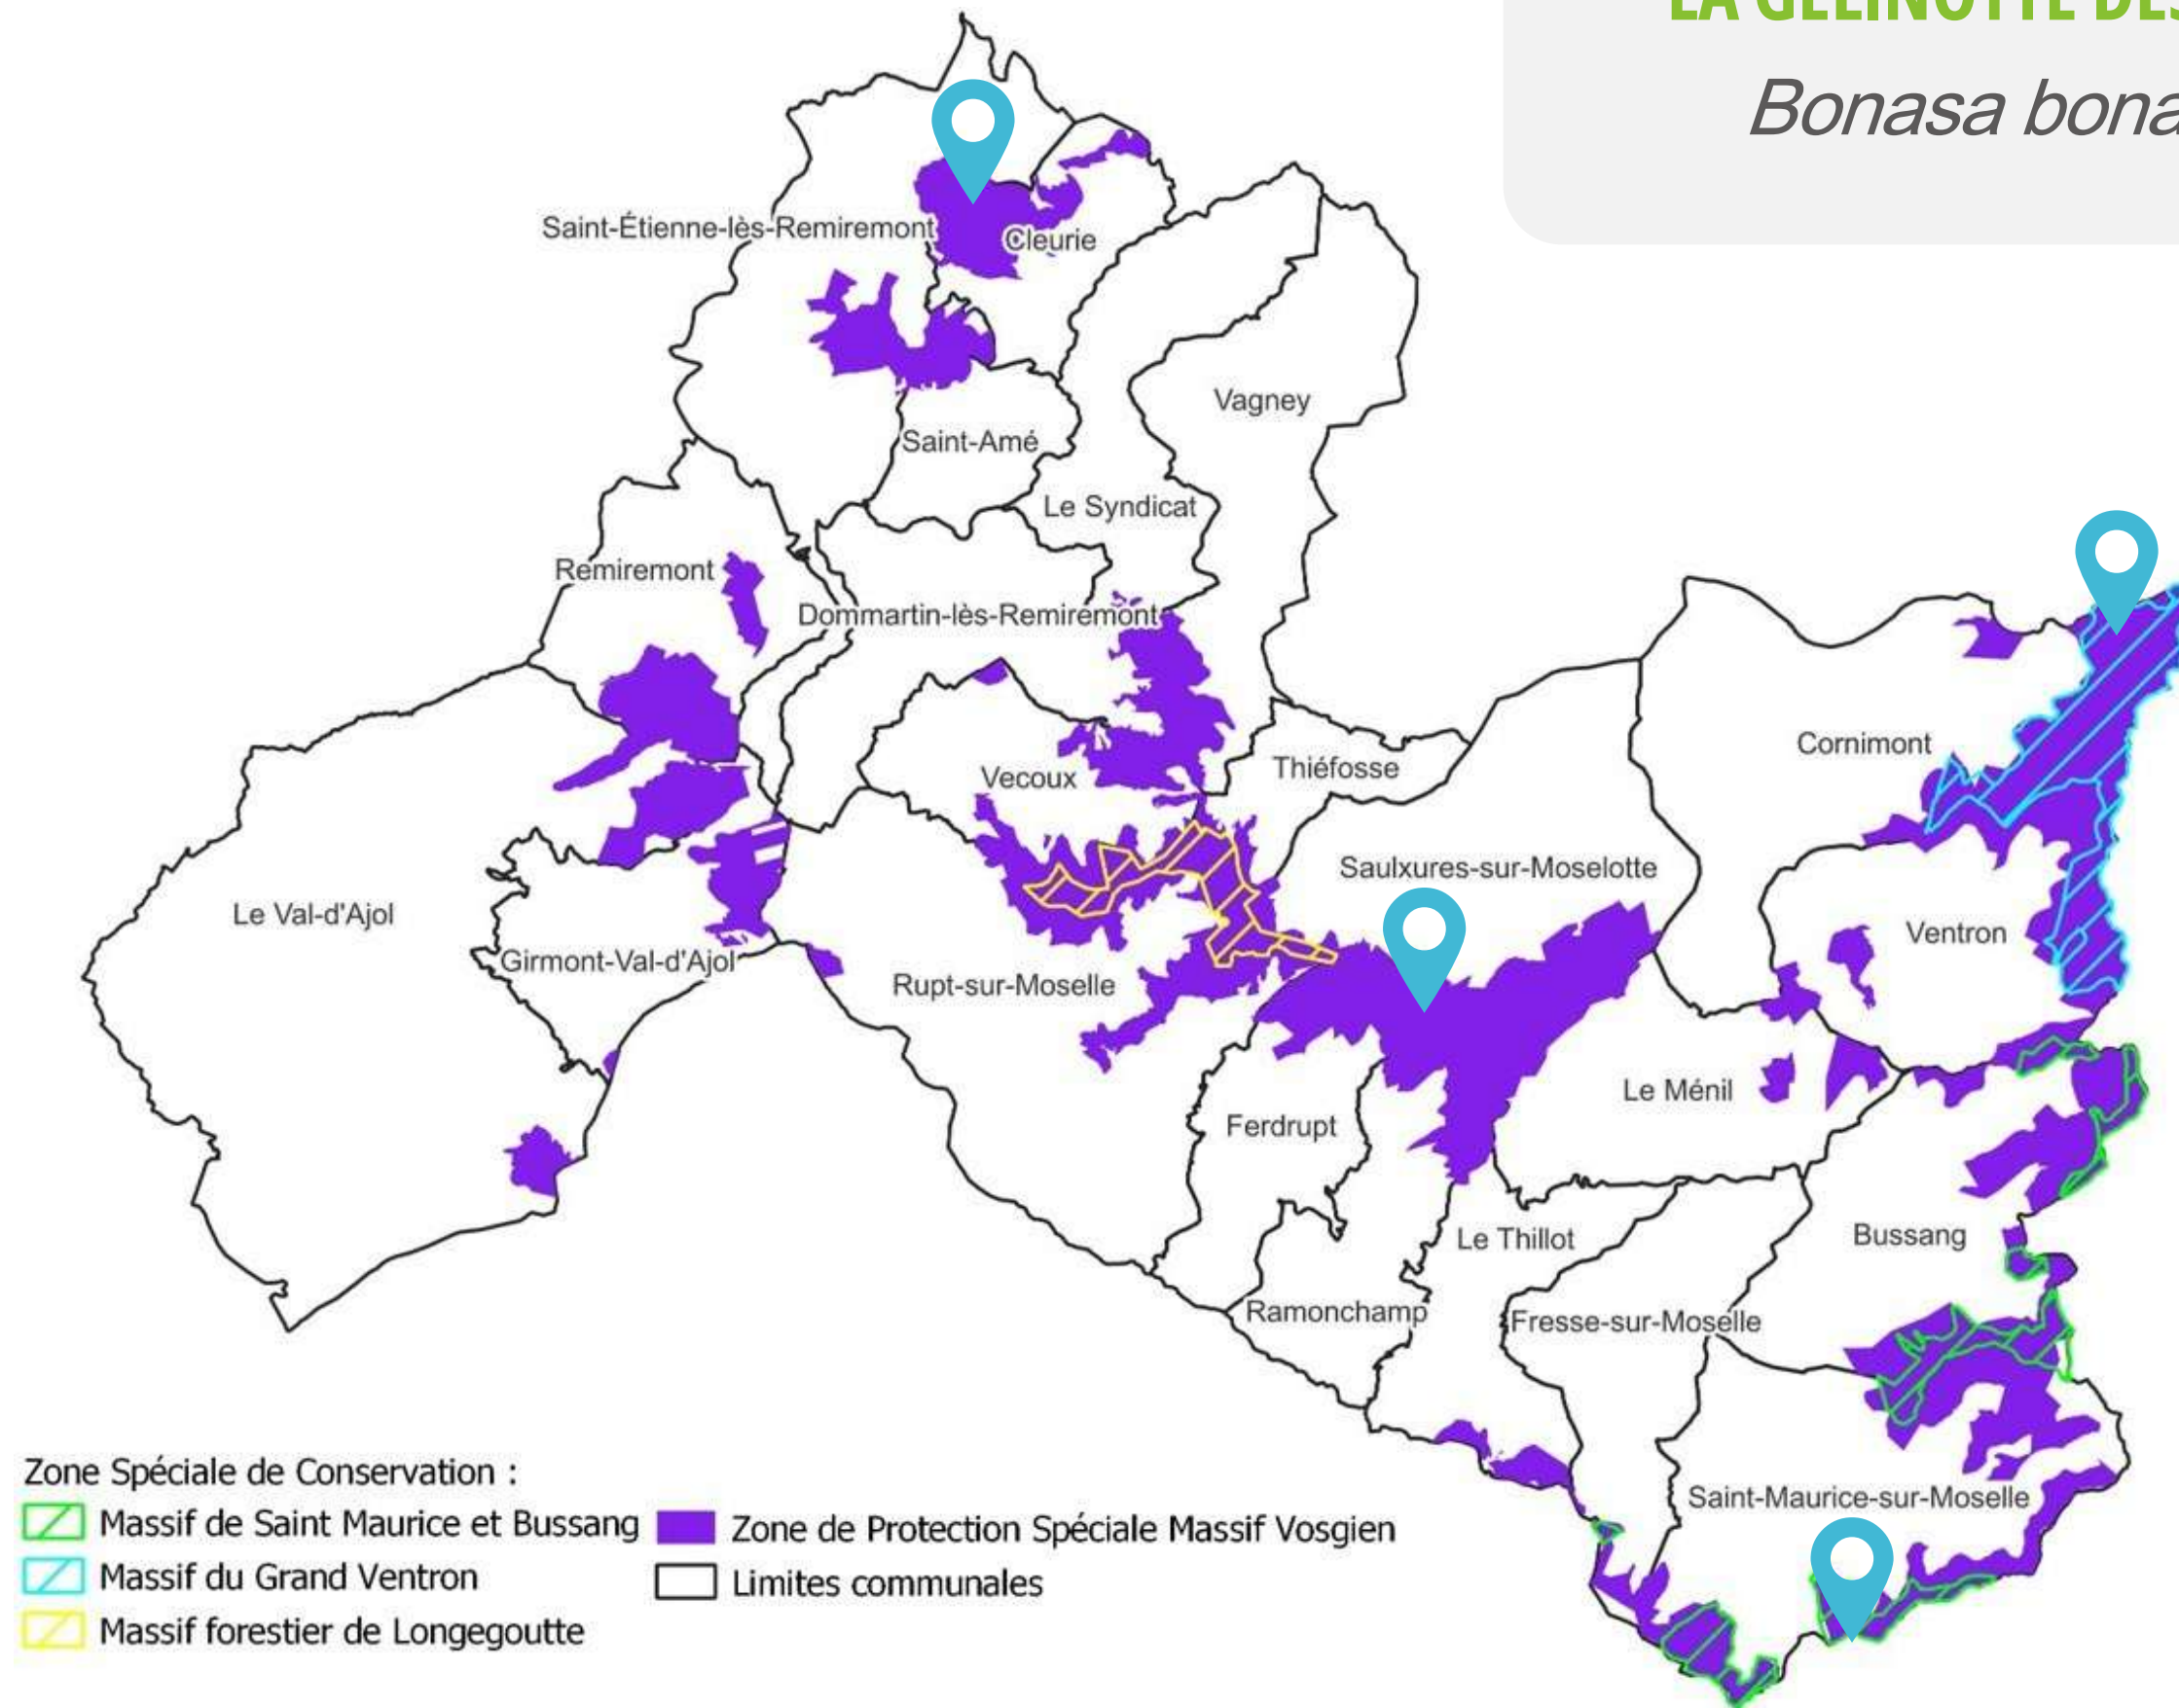 LA GÉLINOTTE DES
Bonasa bona
Saint-Étienne-lès-Remiremont
Cleurie
Vagney
Saint-Amé
Le Syndicat
Remiremont
Dommartin-lès-Remiremont
Cornimont
Thiéfosse
Vecoux
Saulxures-sur-Moselotte
Le Val-d'Ajol
Ventron
Girmont-Val-d'Ajol
Rupt-sur-Moselle
Le Ménil
Ferdrupt
Bussang
Le Thillot
Ramonchamp
Fresse-sur-Moselle
Saint-Maurice-sur-Moselle
Zone Spéciale de Conservation :
Massif de Saint Maurice et Bussang
Massif du Grand Ventron
Massif forestier de Longegoutte
Zone de Protection Spéciale Massif Vosgien
Limites communales